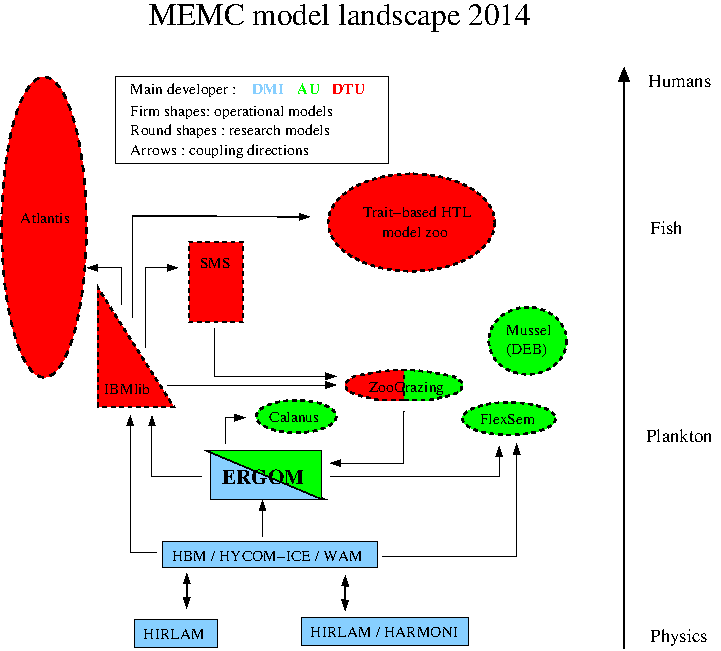 MEMC model landscape 2014
Main developer : DMI AU DTU
Firm shapes: operational models
Round shapes : research models
Arrows : coupling directions
Humans
Atlantis
Trait-based HTL
model zoo
Fish
SMS
Mussel
(DEB)
IBMlib
ZooGrazing
Calanus
FlexSem
Plankton
ERGOM
HBM / HYCOM-ICE / WAM
HIRLAM
HIRLAM / HARMONI
Physics